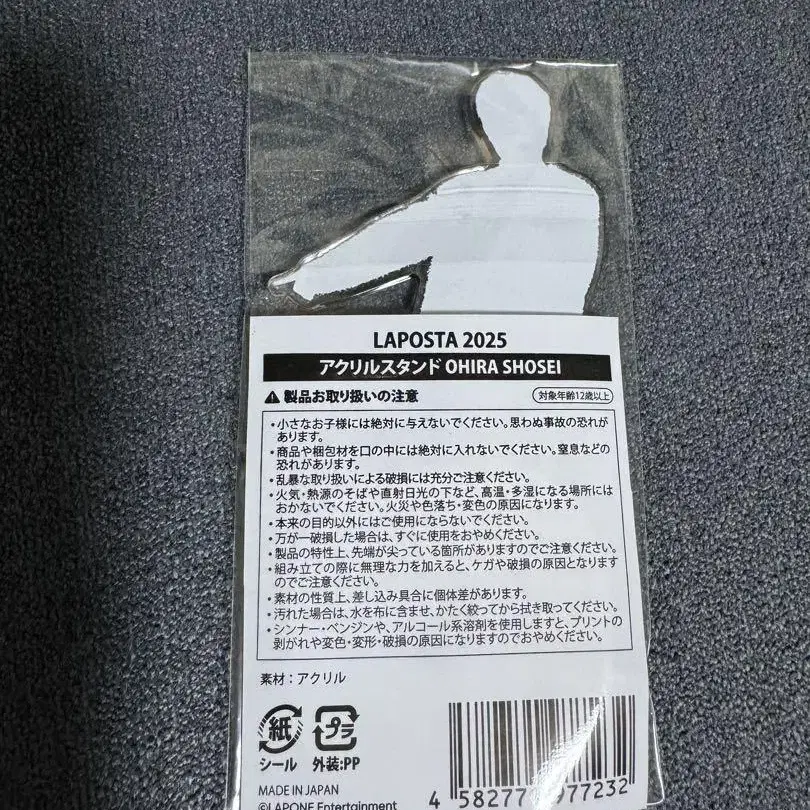 LAPOSTA 2025
アクリルスタンド OHIRA SHOSEI
製品お取り扱いの注意
対象年齢12歳以上
・小さなお子様には絶対に与えないでください。思わぬ事故の恐れが
あります。
・商品や梱包材を口の中には絶対に入れないでください。窒息などの
恐れがあります。
・乱暴な取り扱いによる破損には充分ご注意ください。
・火気・熱源のそばや直射日光の下など、高温・多湿になる場所には
おかないでください。火災や色落ち・変色の原因になります。
・本来の目的以外にはご使用にならないでください。
・万が一破損した場合は、すぐに使用をおやめください。
・製品の特性上、先端が尖っている箇所がありますのでご注意ください。
・組み立ての際に無理な力を加えると、ケガや破損の原因となります
のでご注意ください。
・素材の性質上、差し込み具合に個体差があります。
・汚れた場合は、水を布に含ませ、かたく絞ってから拭き取ってください。
・シンナー・ベンジンや、アルコール系溶剤を使用しますと、プリントの
剥がれや変色・変形・破損の原因になりますのでおやめください。
素材：アクリル
紙
プラ
シール
外装:PP
MADE IN JAPAN
©LAPONE Entertainment